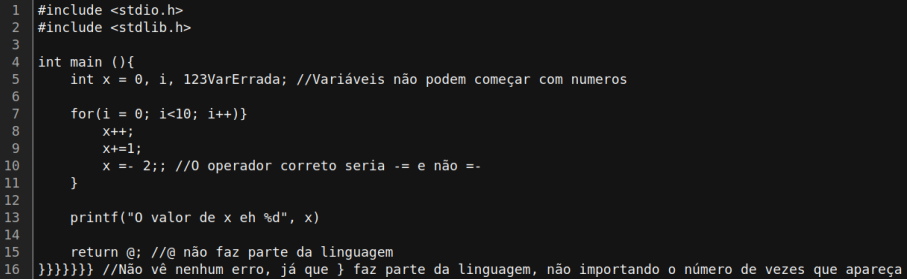 1 #include <stdio.h>
2 #include <stdlib.h>
3
4 int main (){
5 int x = 0, i, 123VarErrada; //Variáveis não podem começar com numeros
6
7 for(i = 0; i<10; i++)}
8 x++;
9 x+=1;
10 x =- 2;; //O operador correto seria -= e não =-
11 }
12
13 printf("O valor de x eh %d", x)
14
15 return @; //@ não faz parte da linguagem
16 }}}}}}} //Não vê nenhum erro, já que } faz parte da linguagem, não importando o número de vezes que apareça